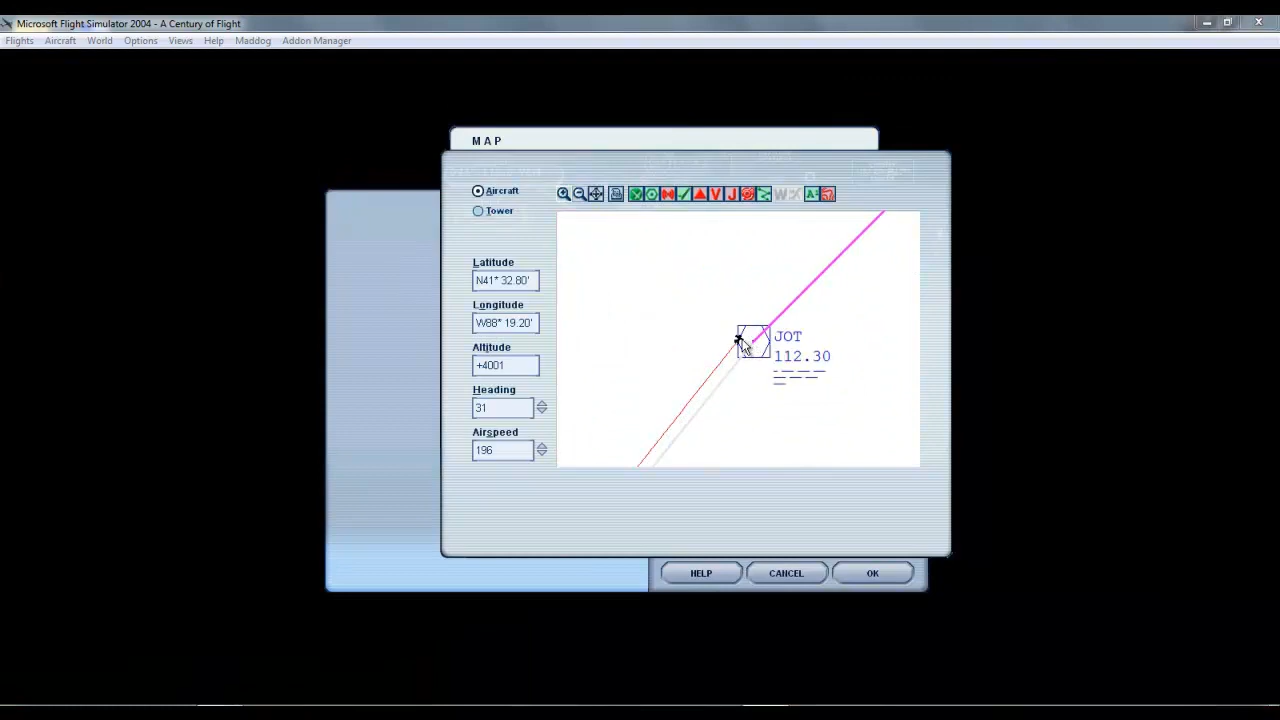 Microsoft Flight Simulator 2004 - A Century of Flight
Flights Aircraft World Options Views Help Maddog Addon Manager
MAP
Aircraft
Tower
Latitude
N41* 32.80'
Longitude
W88* 19.20'
Altitude
+4001
Heading
31
Airspeed
196
JOT
112.30
HELP CANCEL OK